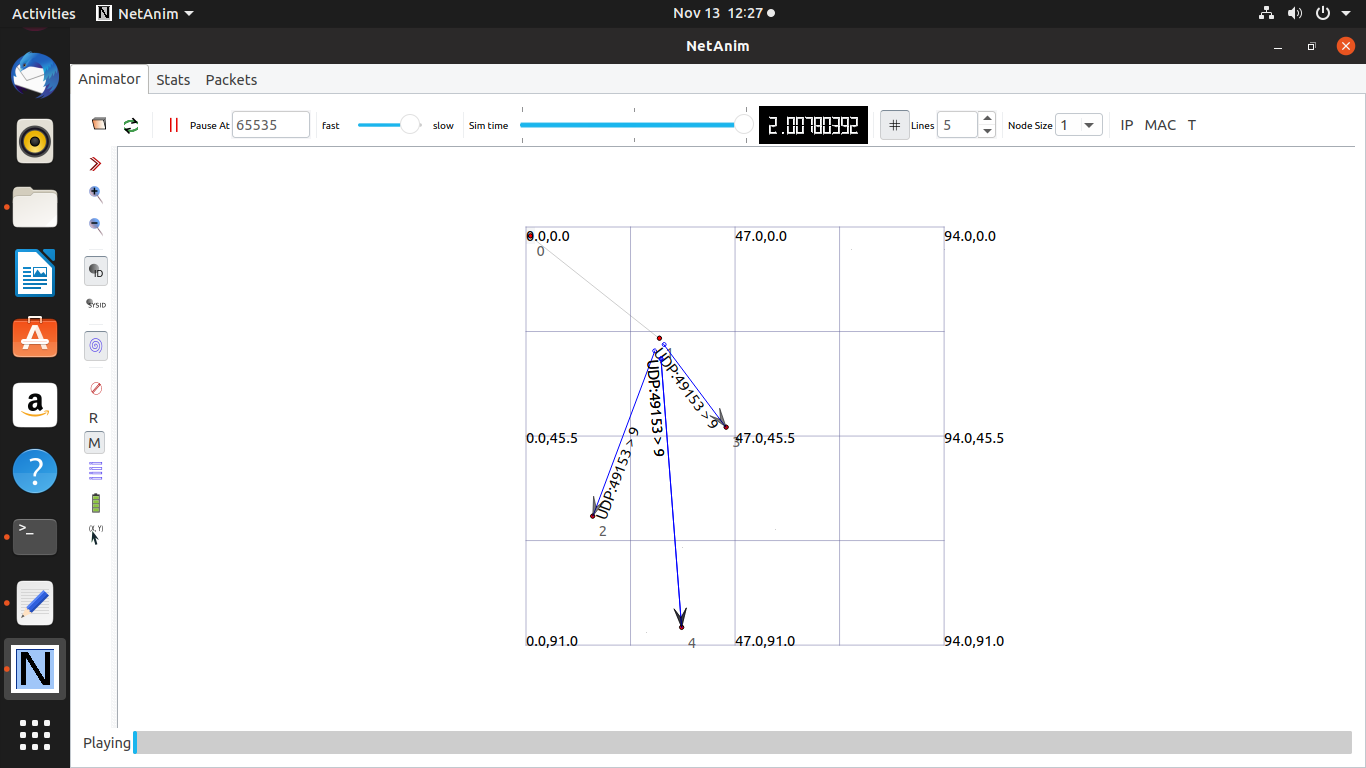 Activities NetAnim Nov 13 12:27
NetAnim
Animator Stats Packets
Pause At 65535 fast slow Sim time 2.00780392 # Lines 5 Node Size 1 IP MAC T
ID
SYSID
R
M
(X, Y)
0.0,0.0 47.0,0.0 94.0,0.0
0
UDP:49153 > 9
UDP:49153 > 9
UDP:49153 > 9
3
0.0,45.5 47.0,45.5 94.0,45.5
2
4
0.0,91.0 47.0,91.0 94.0,91.0
a
?
>_
N
Playing